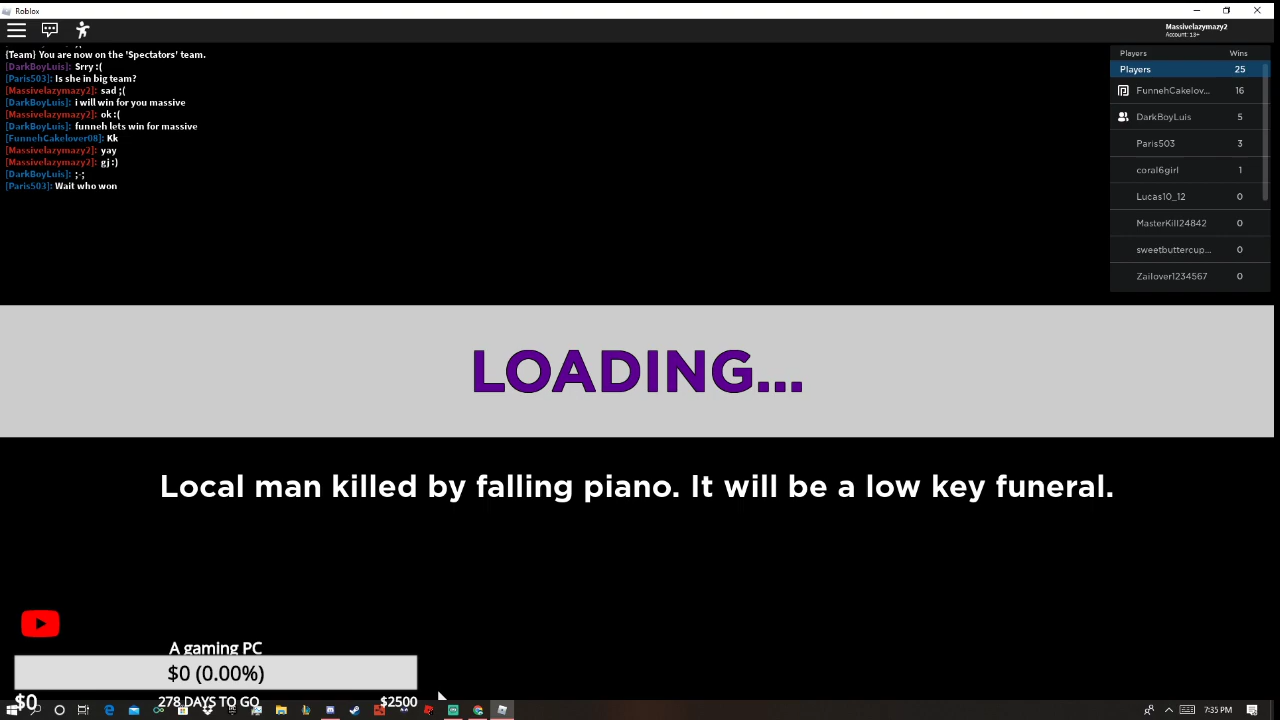 Roblox
Massivelazymazy2
Account: 13+
{Team} You are now on the 'Spectators' team.
[DarkBoyLuis]: Srry :(
[Paris503]: Is she in big team?
[Massivelazymazy2]: sad ;(
[DarkBoyLuis]: i will win for you massive
[Massivelazymazy2]: ok :(
[DarkBoyLuis]: funneh lets win for massive
[FunnehCakelover08]: Kk
[Massivelazymazy2]: yay
[Massivelazymazy2]: gj :)
[DarkBoyLuis]: ;-;
[Paris503]: Wait who won
Players Wins
Players 25
FunnehCakelov... 16
DarkBoyLuis 5
Paris503 3
coral6girl 1
Lucas10_12 0
MasterKill24842 0
sweetbuttercup... 0
Zailover1234567 0
LOADING...
Local man killed by falling piano. It will be a low key funeral.
A gaming PC
$0 (0.00%)
$0 278 DAYS TO GO $2500
7:35 PM